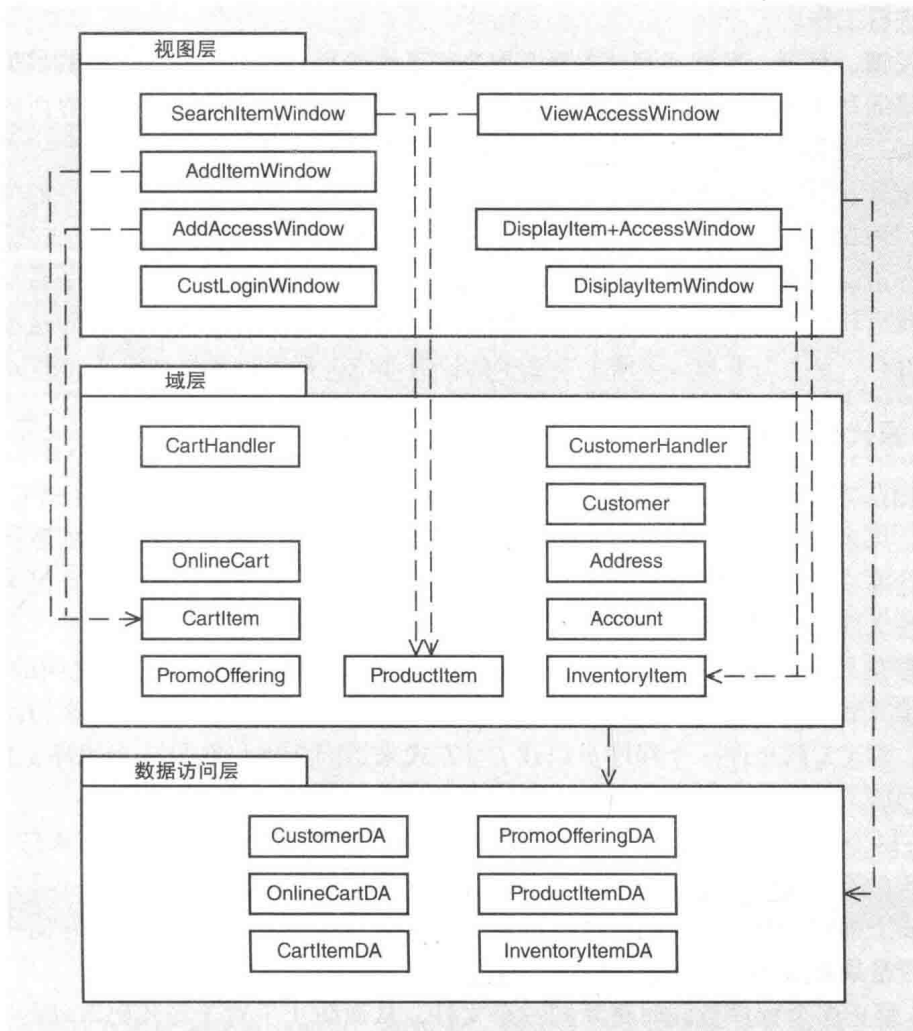 视图层
SearchItemWindow
ViewAccessWindow
AddItemWindow
AddAccessWindow
DisplayItem+AccessWindow
CustLoginWindow
DisiplayItemWindow
域层
CartHandler
CustomerHandler
Customer
OnlineCart
Address
CartItem
Account
PromoOffering
ProductItem
InventoryItem
数据访问层
CustomerDA
PromoOfferingDA
OnlineCartDA
ProductItemDA
CartItemDA
InventoryItemDA